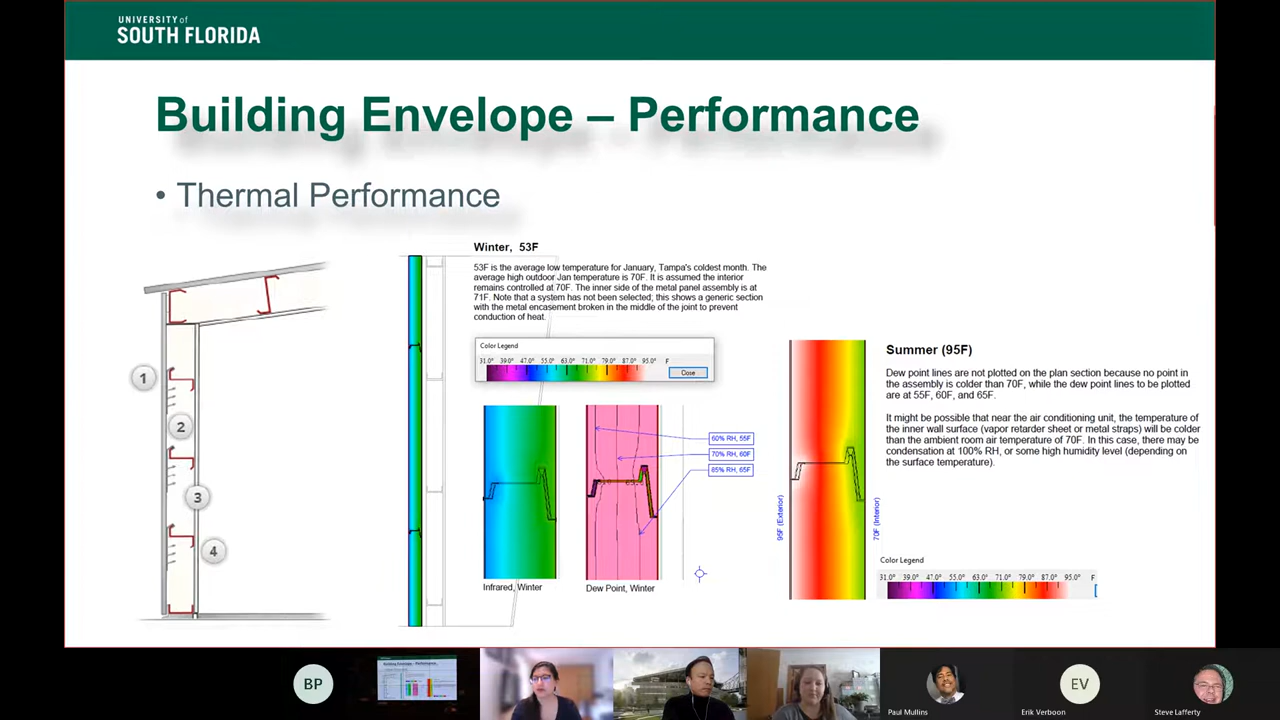 UNIVERSITY of
SOUTH FLORIDA
Building Envelope – Performance
• Thermal Performance
1
2
3
4
Winter, 53F
53F is the average low temperature for January, Tampa's coldest month. The
average high outdoor Jan temperature is 70F. It is assumed the interior
remains controlled at 70F. The inner side of the metal panel assembly is at
71F. Note that a system has not been selected; this shows a generic section
with the metal encasement broken in the middle of the joint to prevent
conduction of heat.
Color Legend
31.0° 39.0° 47.0° 55.0° 63.0° 71.0° 79.0° 87.0° 95.0° F
Close
60% RH, 55F
70% RH, 60F
85% RH, 65F
Infrared, Winter
Dew Point, Winter
95F (Exterior)
70F (Interior)
Summer (95F)
Dew point lines are not plotted on the plan section because no point in
the assembly is colder than 70F, while the dew point lines to be plotted
are at 55F, 60F, and 65F.
It might be possible that near the air conditioning unit, the temperature of
the inner wall surface (vapor retarder sheet or metal straps) will be colder
than the ambient room air temperature of 70F. In this case, there may be
condensation at 100% RH, or some high humidity level (depending on
the surface temperature).
Color Legend
31.0° 39.0° 47.0° 55.0° 63.0° 71.0° 79.0° 87.0° 95.0° F
BP
Building Envelope – Performance
EV
Paul Mullins
Erik Verboon
Steve Lafferty